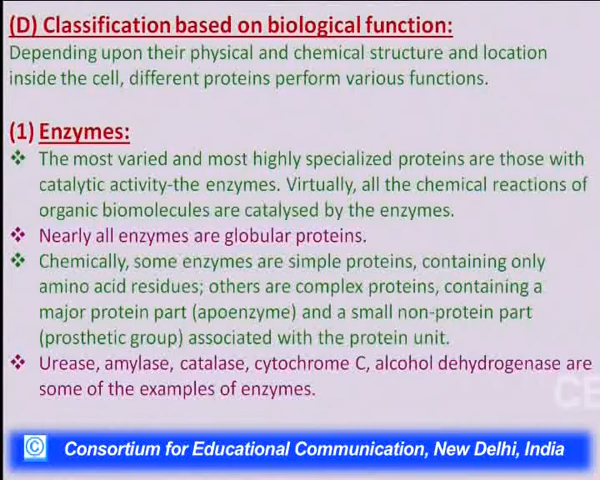 (D) Classification based on biological function:
Depending upon their physical and chemical structure and location
inside the cell, different proteins perform various functions.
(1) Enzymes:
❖ The most varied and most highly specialized proteins are those with
catalytic activity-the enzymes. Virtually, all the chemical reactions of
organic biomolecules are catalysed by the enzymes.
❖ Nearly all enzymes are globular proteins.
❖ Chemically, some enzymes are simple proteins, containing only
amino acid residues; others are complex proteins, containing a
major protein part (apoenzyme) and a small non-protein part
(prosthetic group) associated with the protein unit.
❖ Urease, amylase, catalase, cytochrome C, alcohol dehydrogenase are
some of the examples of enzymes.
CE
© Consortium for Educational Communication, New Delhi, India